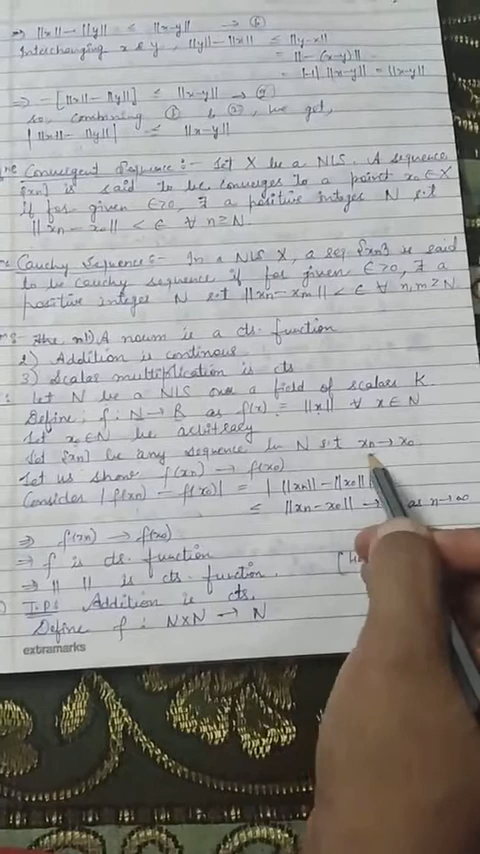 ⇒ ||x|| - ||y|| ≤ ||x-y|| → ⑥
Interchanging x & y, ||y|| - ||x|| ≤ ||y-x||
= ||-(x-y)||
= |-1| ||x-y|| = ||x-y||
⇒ -[||x|| - ||y||] ≤ ||x-y|| →
so, combining ① & ②, we get,
| ||x|| - ||y|| | ≤ ||x-y||
Convergent Sequence :- Let X be a NLS. A sequence
{xn} is said to be converges to a point x0 ∈ X
if for given ε>0, ∃ a positive integer N s.t
||xn - x0|| < ε ∀ n≥N.
Cauchy Sequence :- In a NLS X, a seq {xn} is said
to be Cauchy sequence if for given ε>0, ∃ a
positive integer N s.t ||xn - xm|| < ε ∀ n,m ≥ N
1) A norm is a cts. function
2) Addition is continous
3) Scalar multiplication is cts
Let N be a NLS over a field of scalars K.
Define f : N → R as f(x) = ||x|| ∀ x∈N
Let x0∈N be arbitrary
Let {xn} be any sequence in N s.t xn → x0
Let us show f(xn) → f(x0)
Consider |f(xn) - f(x0)| = | ||xn|| - ||x0||
≤ ||xn - x0|| → as n→∞
⇒ f(xn) → f(x0)
⇒ f is cts. function
⇒ || || is cts. function.
T.P: Addition is cts.
Define f : N×N → N
extramarks